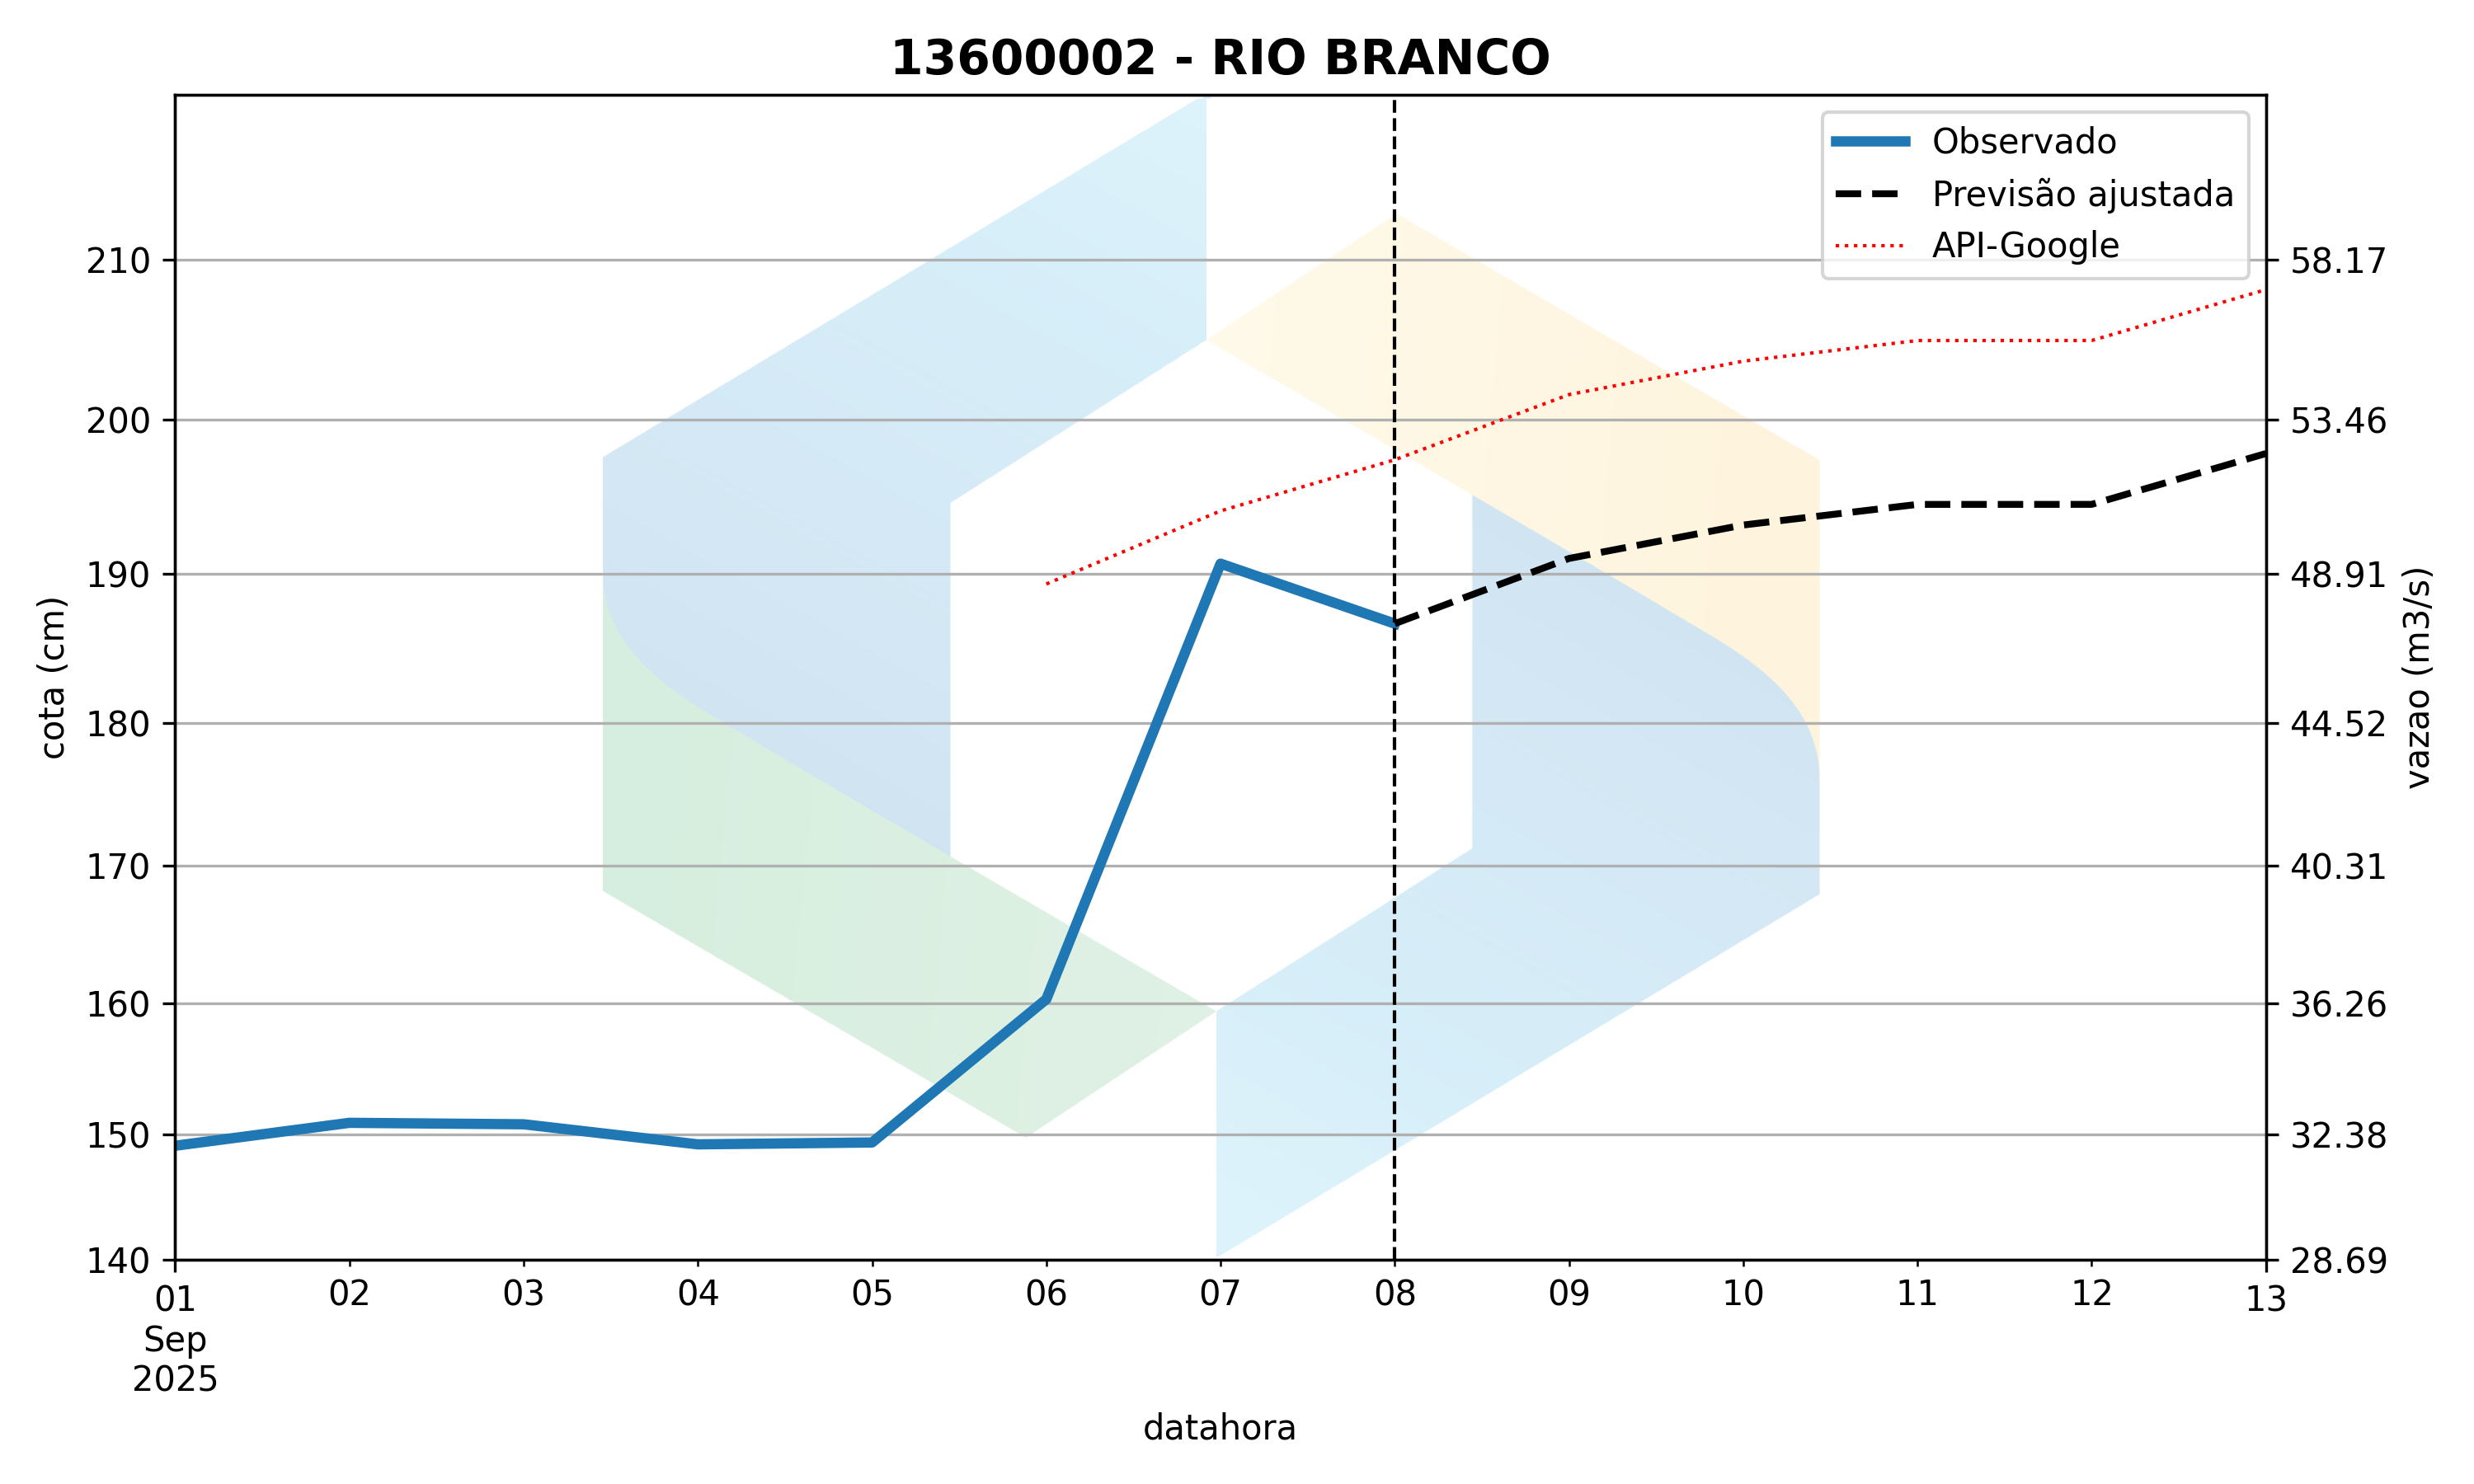 13600002 - RIO BRANCO
Observado
Previsão ajustada
API-Google
cota (cm)
210
200
190
180
170
160
150
140
58.17
53.46
48.91
44.52
40.31
36.26
32.38
28.69
vazao (m3/s)
01 02 03 04 05 06 07 08 09 10 11 12 13
Sep
2025
datahora